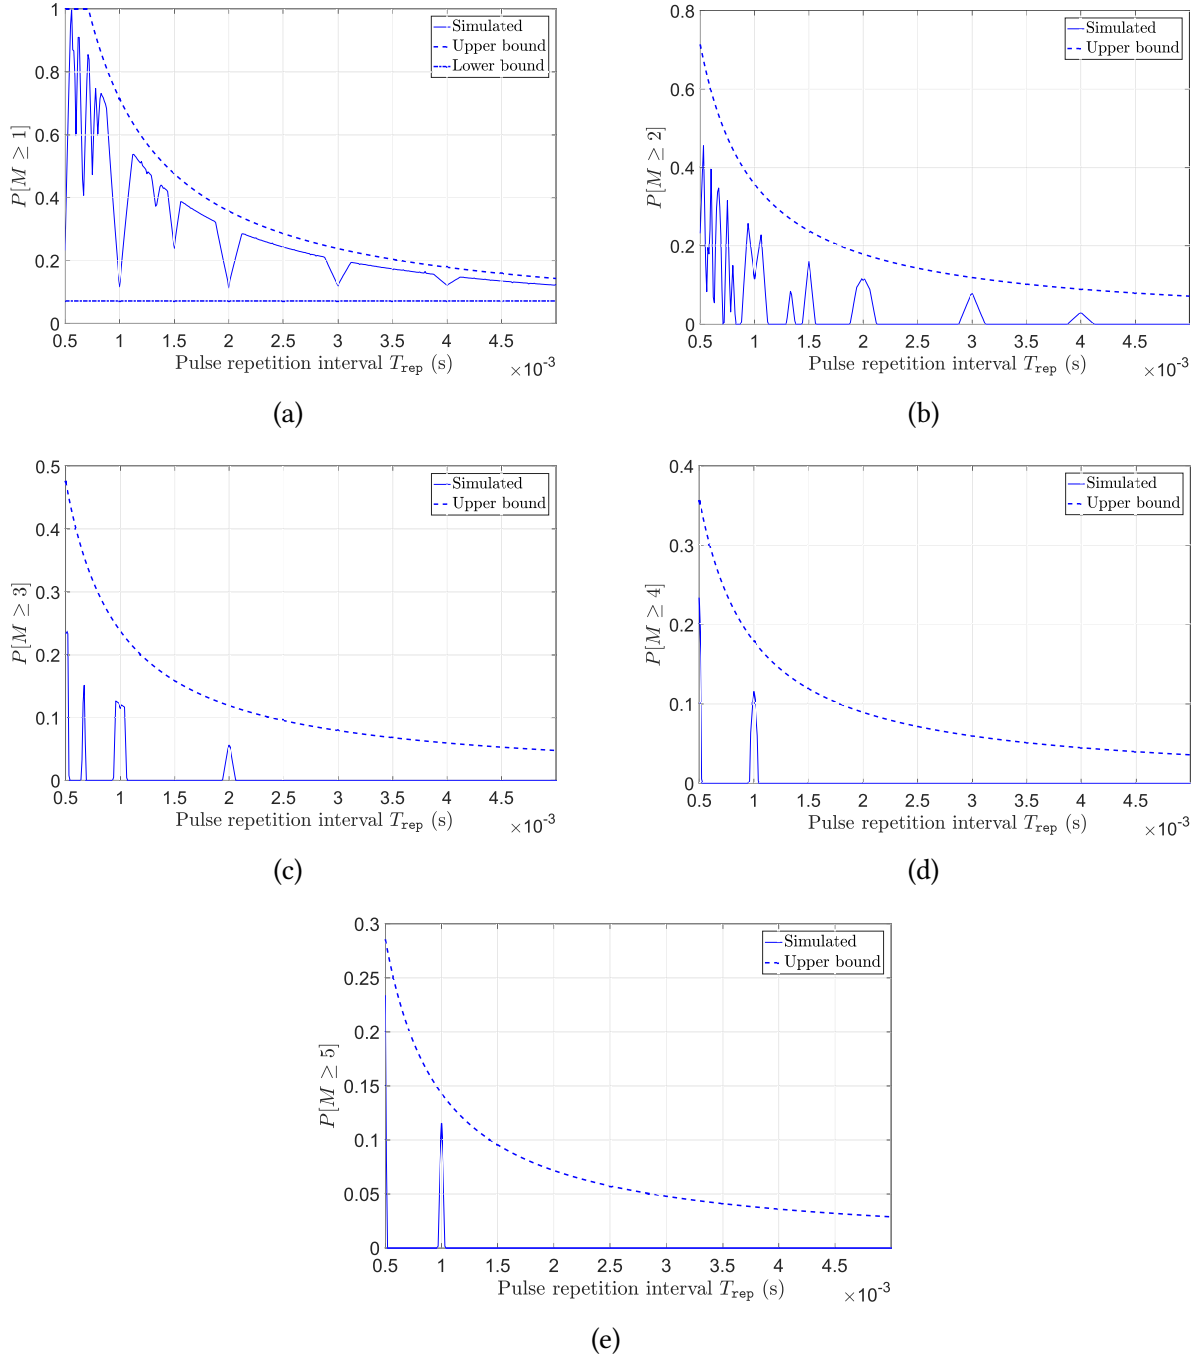 1
0.8
0.6
0.4
0.2
0
P[M ≥ 1]
Simulated
Upper bound
Lower bound
0.5 1 1.5 2 2.5 3 3.5 4 4.5
Pulse repetition interval T_rep (s)
×10^-3
(a)
0.8
0.6
0.4
0.2
0
P[M ≥ 2]
Simulated
Upper bound
0.5 1 1.5 2 2.5 3 3.5 4 4.5
Pulse repetition interval T_rep (s)
×10^-3
(b)
0.5
0.4
0.3
0.2
0.1
0
P[M ≥ 3]
Simulated
Upper bound
0.5 1 1.5 2 2.5 3 3.5 4 4.5
Pulse repetition interval T_rep (s)
×10^-3
(c)
0.4
0.3
0.2
0.1
0
P[M ≥ 4]
Simulated
Upper bound
0.5 1 1.5 2 2.5 3 3.5 4 4.5
Pulse repetition interval T_rep (s)
×10^-3
(d)
0.3
0.25
0.2
0.15
0.1
0.05
0
P[M ≥ 5]
Simulated
Upper bound
0.5 1 1.5 2 2.5 3 3.5 4 4.5
Pulse repetition interval T_rep (s)
×10^-3
(e)